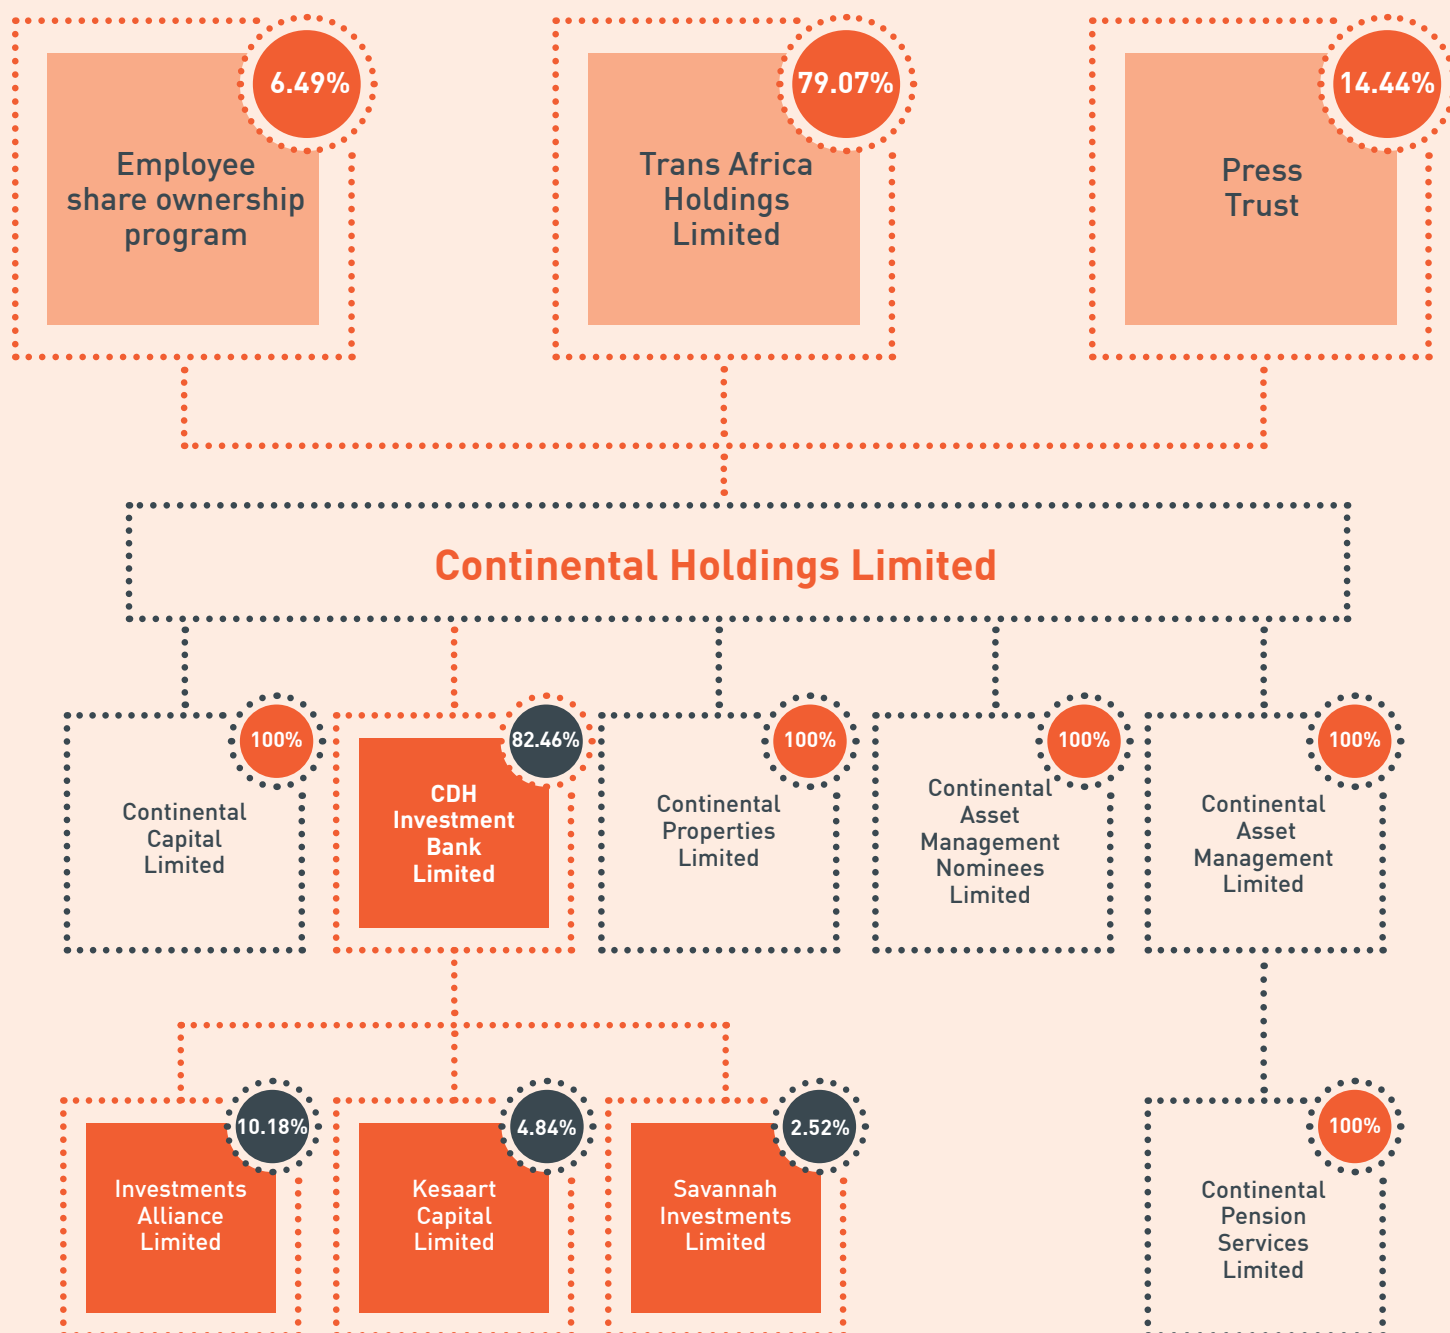 6.49%
Employee
share ownership
program
79.07%
Trans Africa
Holdings
Limited
14.44%
Press
Trust
Continental Holdings Limited
100%
Continental
Capital
Limited
82.46%
CDH
Investment
Bank
Limited
100%
Continental
Properties
Limited
100%
Continental
Asset
Management
Nominees
Limited
100%
Continental
Asset
Management
Limited
10.18%
Investments
Alliance
Limited
4.84%
Kesaart
Capital
Limited
2.52%
Savannah
Investments
Limited
100%
Continental
Pension
Services
Limited